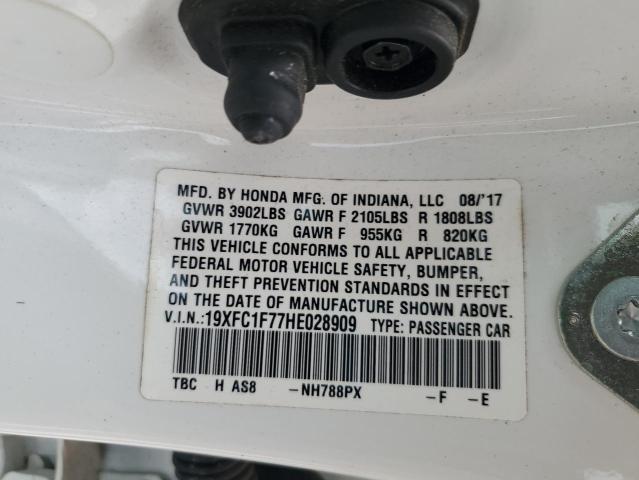 MFD. BY HONDA MFG. OF INDIANA, LLC 08/'17
GVWR 3902LBS GAWR F 2105LBS R 1808LBS
GVWR 1770KG GAWR F 955KG R 820KG
THIS VEHICLE CONFORMS TO ALL APPLICABLE
FEDERAL MOTOR VEHICLE SAFETY, BUMPER,
AND THEFT PREVENTION STANDARDS IN EFFECT
ON THE DATE OF MANUFACTURE SHOWN ABOVE.
V.I.N.:19XFC1F77HE028909 TYPE: PASSENGER CAR
TBC H AS8 -NH788PX -F -E